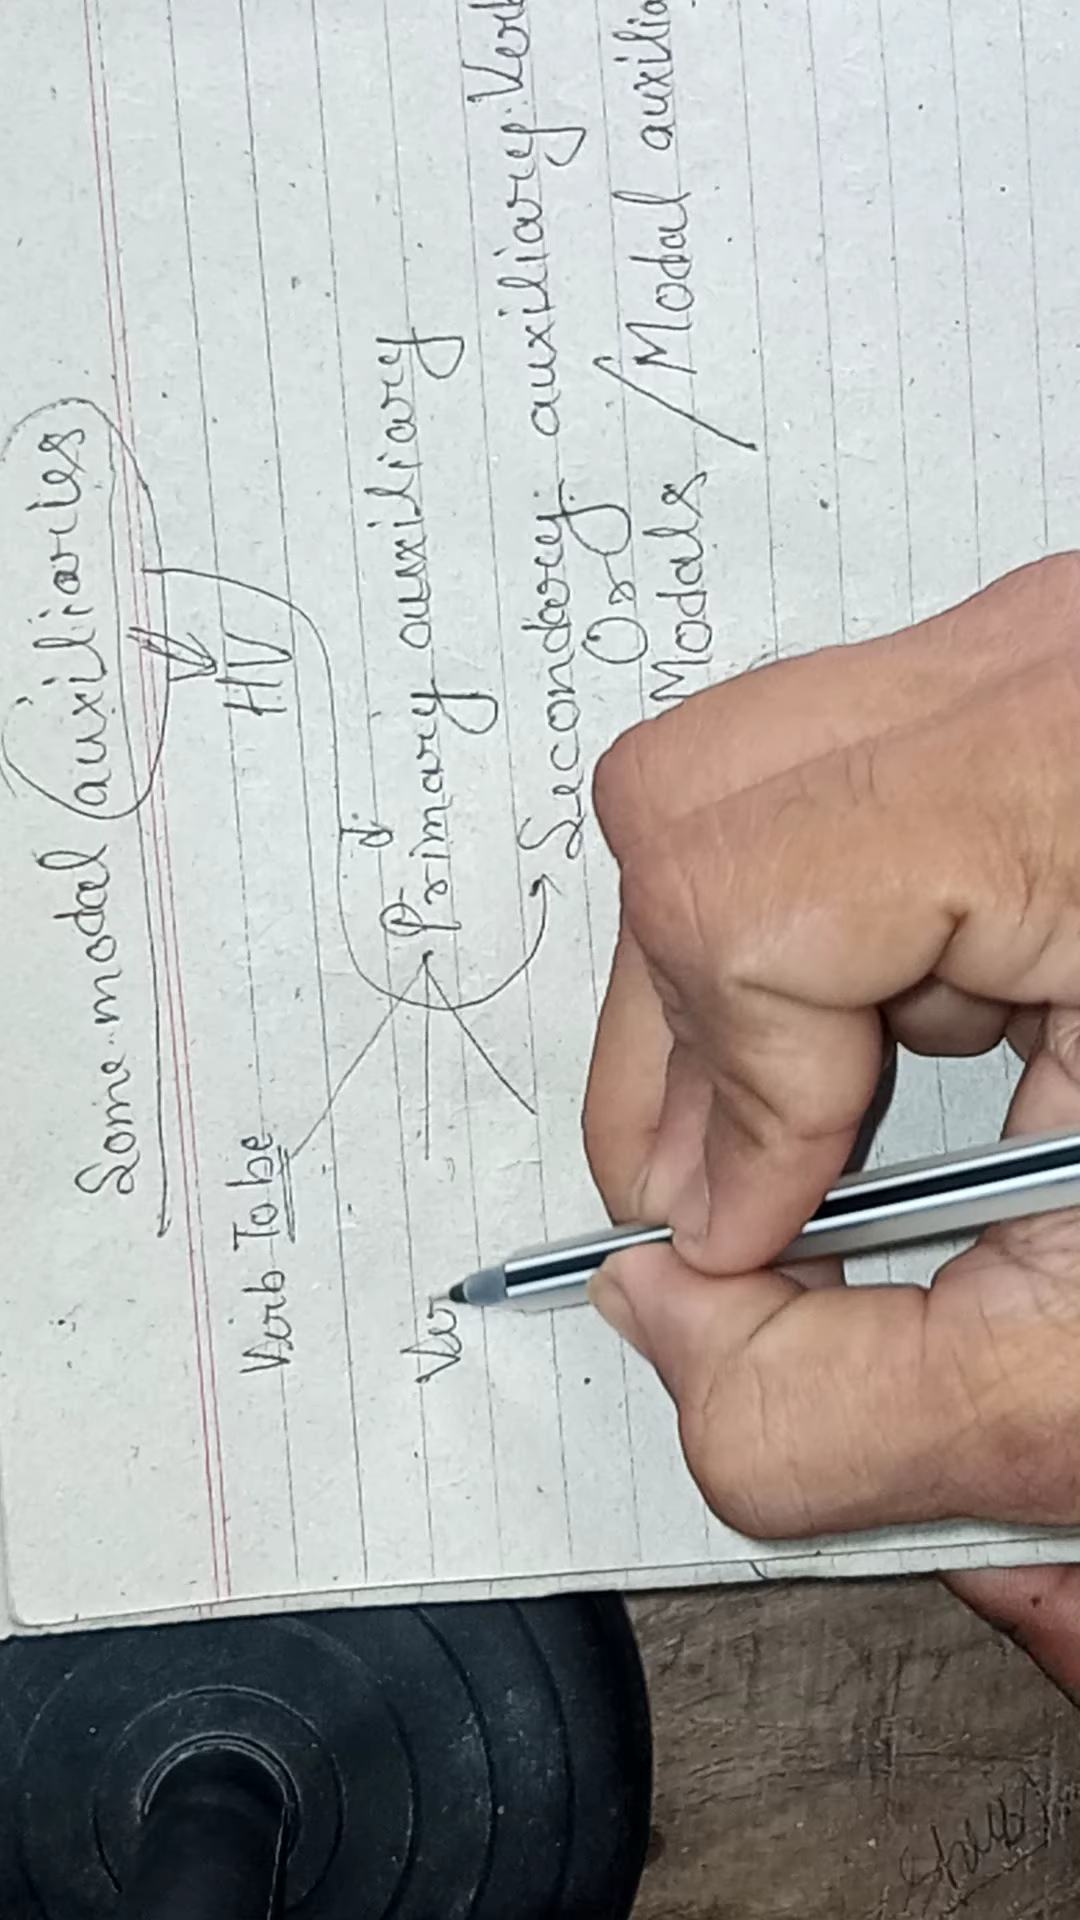 Some modal auxiliaries
HV
Verb To be
Primary auxiliary
Ver
Secondary auxiliary Verb
Or
Modals / Modal auxilia